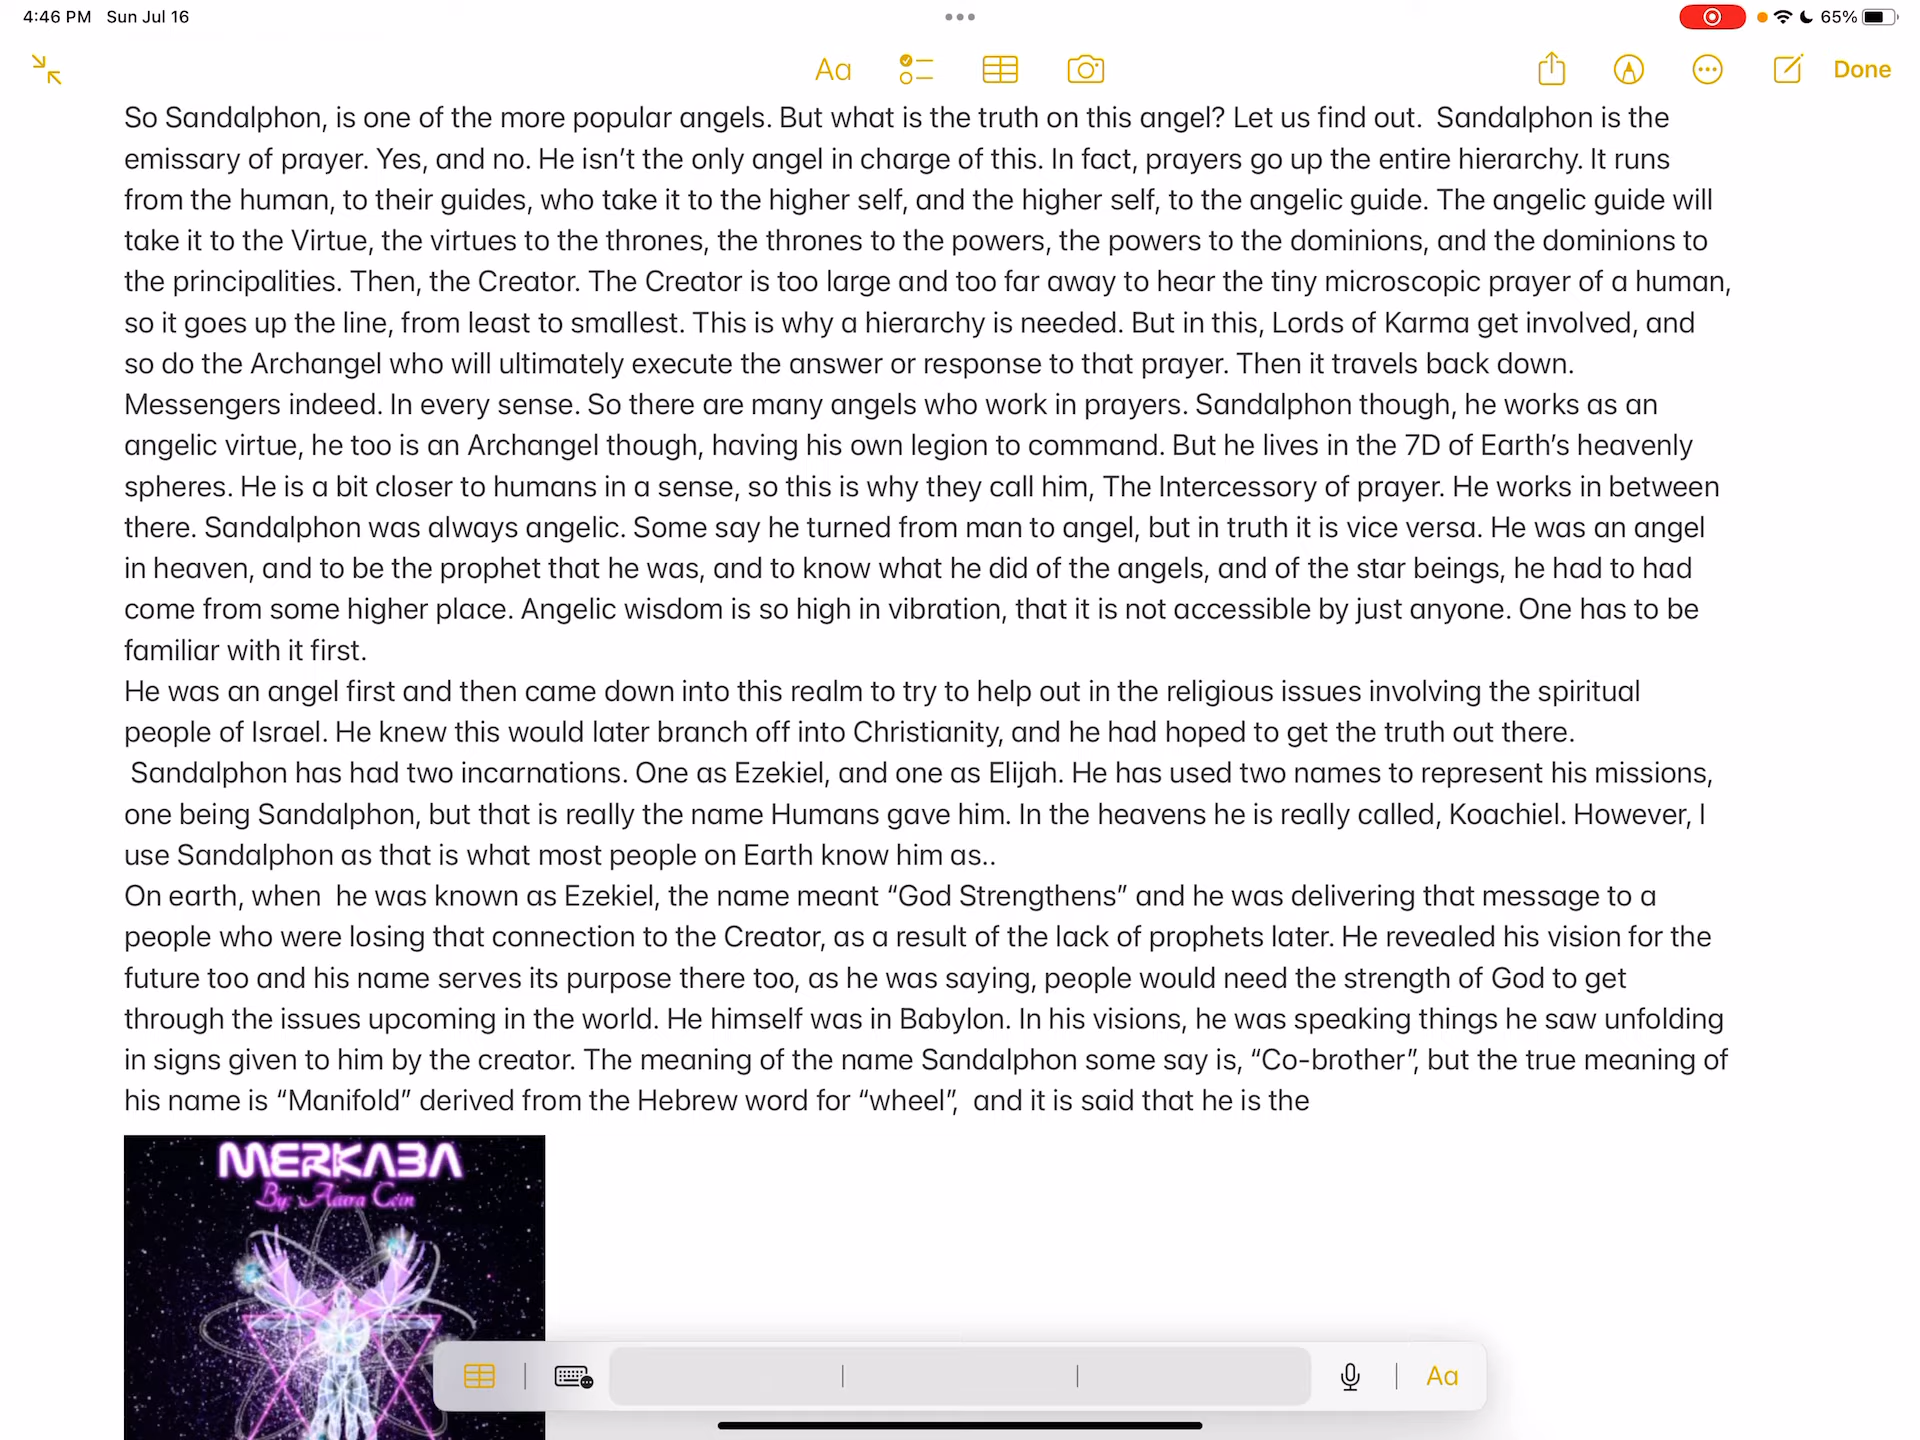 4:46 PM Sun Jul 16
65%
Aa
Done
So Sandalphon, is one of the more popular angels. But what is the truth on this angel? Let us find out.  Sandalphon is the
emissary of prayer. Yes, and no. He isn’t the only angel in charge of this. In fact, prayers go up the entire hierarchy. It runs
from the human, to their guides, who take it to the higher self, and the higher self, to the angelic guide. The angelic guide will
take it to the Virtue, the virtues to the thrones, the thrones to the powers, the powers to the dominions, and the dominions to
the principalities. Then, the Creator. The Creator is too large and too far away to hear the tiny microscopic prayer of a human,
so it goes up the line, from least to smallest. This is why a hierarchy is needed. But in this, Lords of Karma get involved, and
so do the Archangel who will ultimately execute the answer or response to that prayer. Then it travels back down.
Messengers indeed. In every sense. So there are many angels who work in prayers. Sandalphon though, he works as an
angelic virtue, he too is an Archangel though, having his own legion to command. But he lives in the 7D of Earth’s heavenly
spheres. He is a bit closer to humans in a sense, so this is why they call him, The Intercessory of prayer. He works in between
there. Sandalphon was always angelic. Some say he turned from man to angel, but in truth it is vice versa. He was an angel
in heaven, and to be the prophet that he was, and to know what he did of the angels, and of the star beings, he had to had
come from some higher place. Angelic wisdom is so high in vibration, that it is not accessible by just anyone. One has to be
familiar with it first.
He was an angel first and then came down into this realm to try to help out in the religious issues involving the spiritual
people of Israel. He knew this would later branch off into Christianity, and he had hoped to get the truth out there.
Sandalphon has had two incarnations. One as Ezekiel, and one as Elijah. He has used two names to represent his missions,
one being Sandalphon, but that is really the name Humans gave him. In the heavens he is really called, Koachiel. However, I
use Sandalphon as that is what most people on Earth know him as..
On earth, when  he was known as Ezekiel, the name meant “God Strengthens” and he was delivering that message to a
people who were losing that connection to the Creator, as a result of the lack of prophets later. He revealed his vision for the
future too and his name serves its purpose there too, as he was saying, people would need the strength of God to get
through the issues upcoming in the world. He himself was in Babylon. In his visions, he was speaking things he saw unfolding
in signs given to him by the creator. The meaning of the name Sandalphon some say is, “Co-brother”, but the true meaning of
his name is “Manifold” derived from the Hebrew word for “wheel”,  and it is said that he is the
MERKABA
By:
Aa